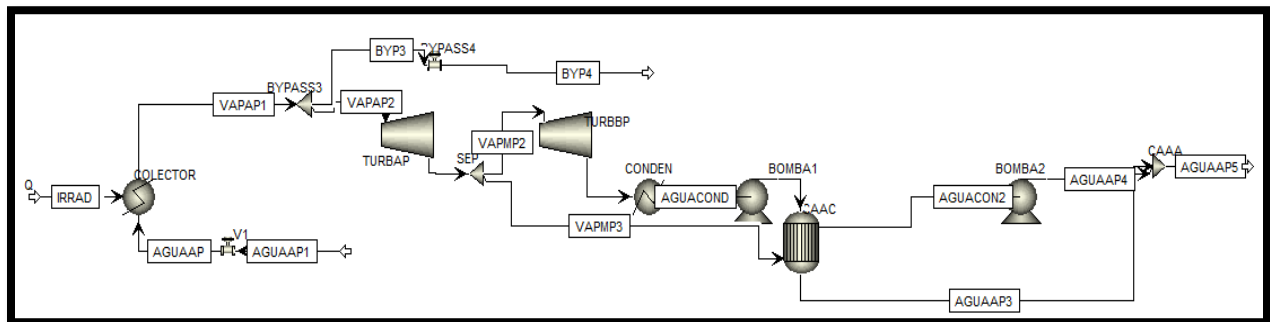 BYP3
BYPASS4
BYP4
BYPASS3
VAPAP1
VAPAP2
TURBAP
SEP
VAPMP2
TURBBP
Q
IRRAD
COLECTOR
CONDEN
AGUACOND
BOMBA1
VAPMP3
CAAC
AGUACON2
BOMBA2
AGUAAP4
CAAA
AGUAAP5
AGUAAP
V1
AGUAAP1
AGUAAP3